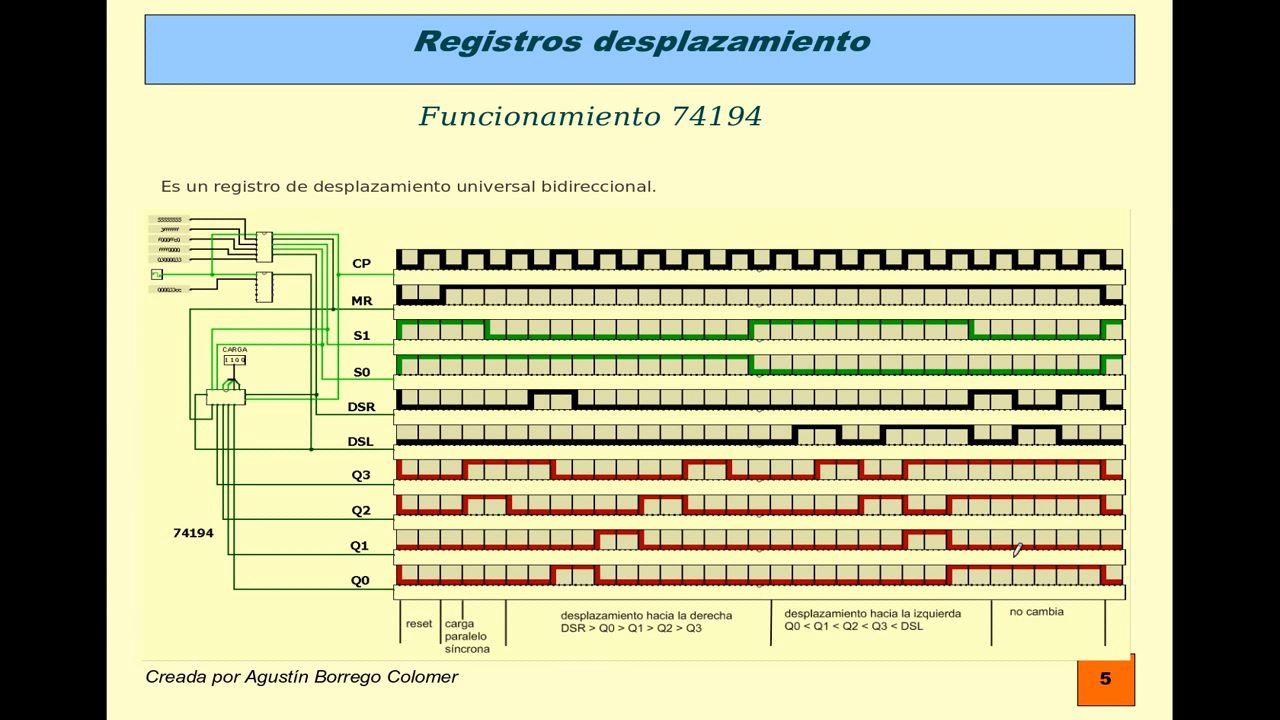 Registros desplazamiento
Funcionamiento 74194
Es un registro de desplazamiento universal bidireccional.
CP
MR
S1
S0
DSR
DSL
Q3
Q2
Q1
Q0
CARGA
1100
74194
reset
carga
paralelo
síncrona
desplazamiento hacia la derecha
DSR > Q0 > Q1 > Q2 > Q3
desplazamiento hacia la izquierda
Q0 < Q1 < Q2 < Q3 < DSL
no cambia
Creada por Agustín Borrego Colomer
5